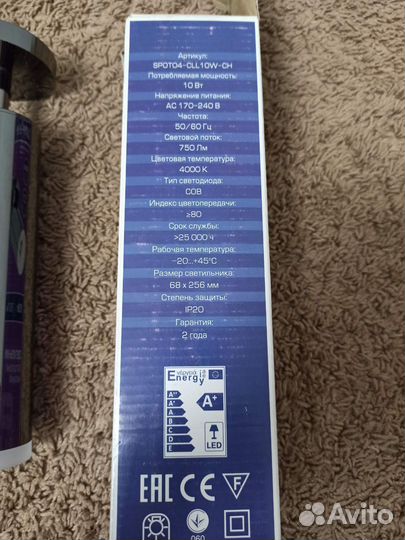 Артикул:
SPOT04-CLL10W-CH
Потребляемая мощность:
10 Вт
Напряжение питания:
AC 170-240 В
Частота:
50/60 Гц
Световой поток:
750 Лм
Цветовая температура:
4000 К
Тип светодиода:
COB
Индекс цветопередачи:
≥80
Срок службы:
>25 000 ч
Рабочая температура:
-20...+45°C
Размер светильника:
68 x 256 мм
Степень защиты:
IP20
Гарантия:
2 года
Energy
A++
A+
A
B
C
D
E
A+
LED
EAC CE F
060
Avito